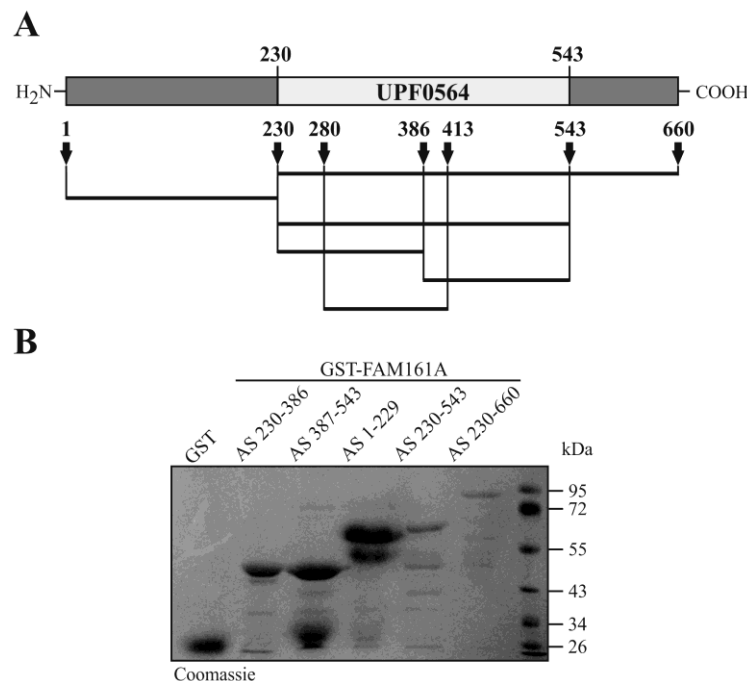 A
230 543
H2N- UPF0564 -COOH
1 230 280 386 413 543 660
B
GST-FAM161A
GST AS 230-386 AS 387-543 AS 1-229 AS 230-543 AS 230-660 kDa
95
72
55
43
34
26
Coomassie